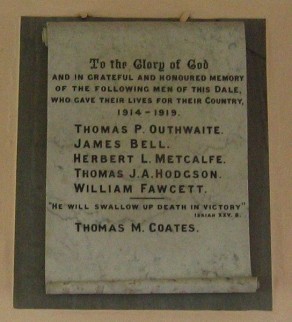 To the Glory of God
AND IN GRATEFUL AND HONOURED MEMORY
OF THE FOLLOWING MEN OF THIS DALE,
WHO GAVE THEIR LIVES FOR THEIR COUNTRY,
1914-1919.
THOMAS P. OUTHWAITE.
JAMES BELL.
HERBERT L. METCALFE.
THOMAS J.A. HODGSON.
WILLIAM FAWCETT.
"HE WILL SWALLOW UP DEATH IN VICTORY"
ISAIAH XXV. 8.
THOMAS M. COATES.